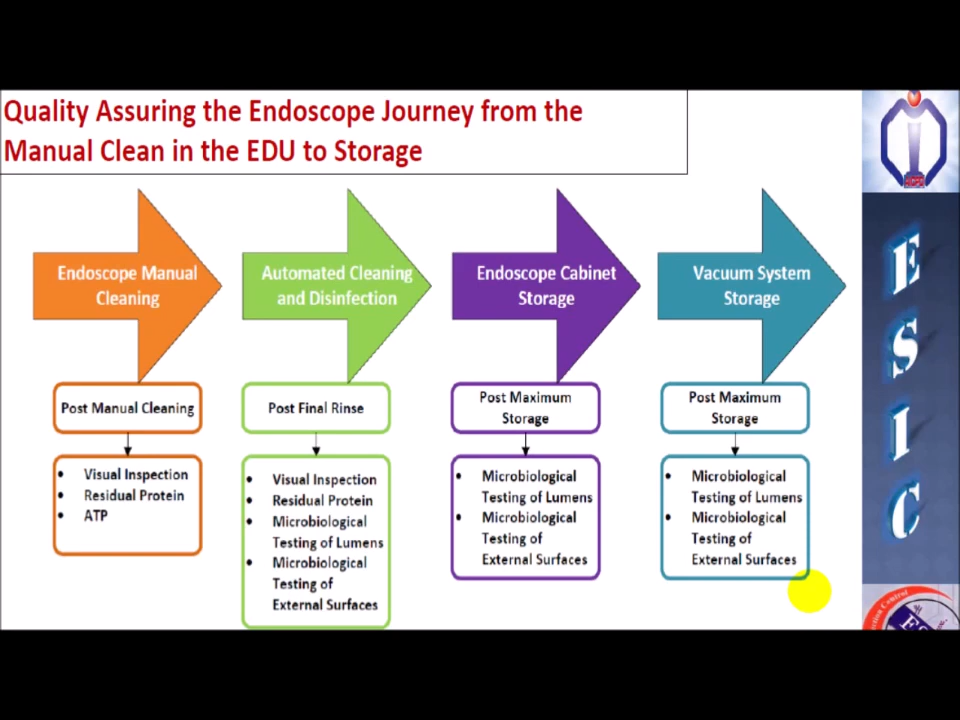 Quality Assuring the Endoscope Journey from the
Manual Clean in the EDU to Storage
Endoscope Manual
Cleaning
Automated Cleaning
and Disinfection
Endoscope Cabinet
Storage
Vacuum System
Storage
Post Manual Cleaning
Post Final Rinse
Post Maximum
Storage
Post Maximum
Storage
• Visual Inspection
• Residual Protein
• ATP
• Visual Inspection
• Residual Protein
• Microbiological
Testing of Lumens
• Microbiological
Testing of
External Surfaces
• Microbiological
Testing of Lumens
• Microbiological
Testing of
External Surfaces
• Microbiological
Testing of Lumens
• Microbiological
Testing of
External Surfaces
E
S
I
C